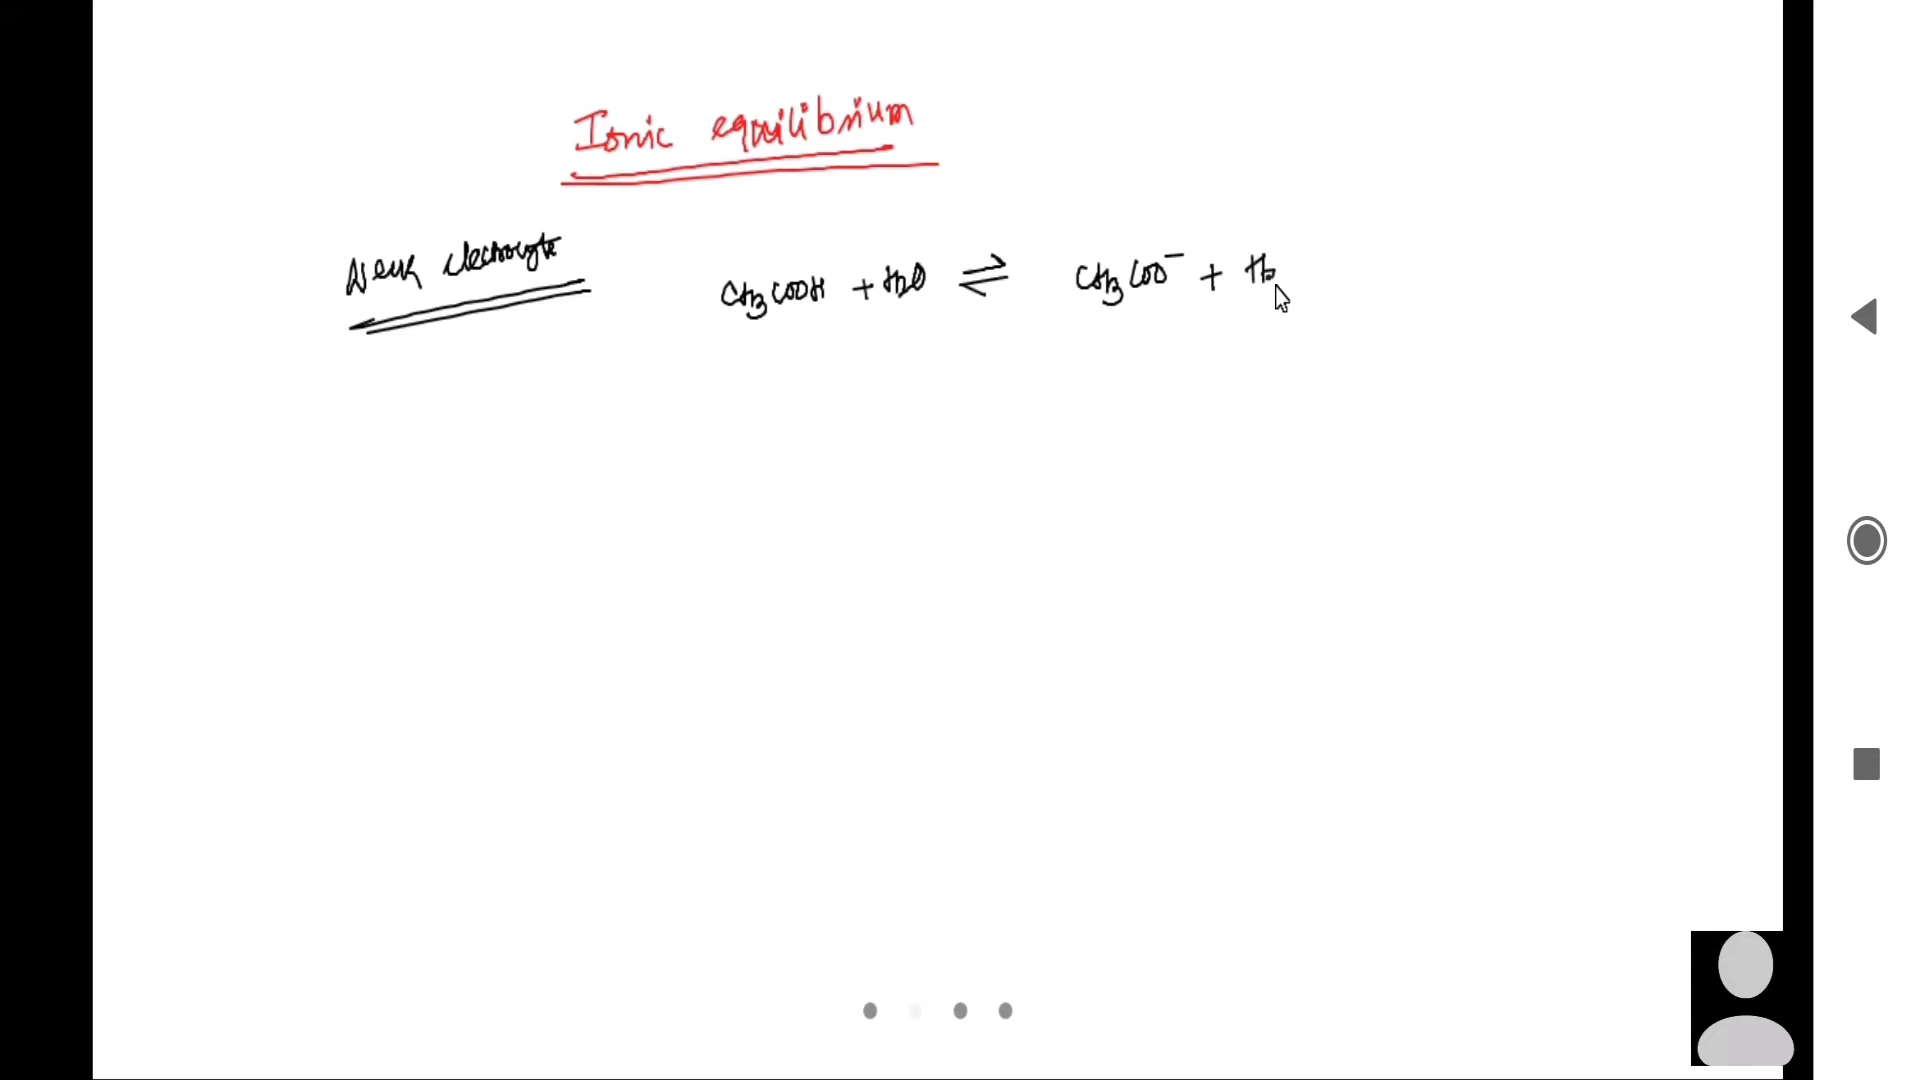 Ionic equilibrium
Weak electrolyte
CH3COOH + H2O ⇌ CH3COO⁻ + H3